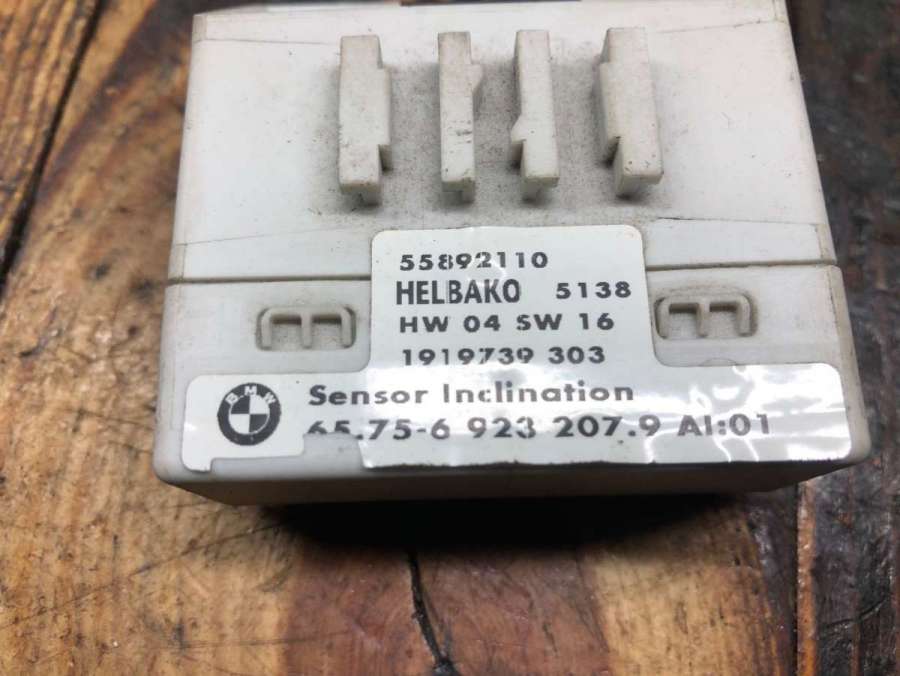 55892110
HELBAKO 5138
HW 04 SW 16
1919739 303
BMW
Sensor Inclination
65.75-6 923 207.9 AI:01